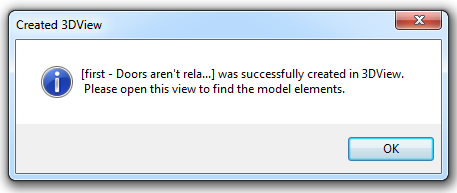 Created 3DView
[first - Doors aren't rela...] was successfully created in 3DView.
Please open this view to find the model elements.
OK